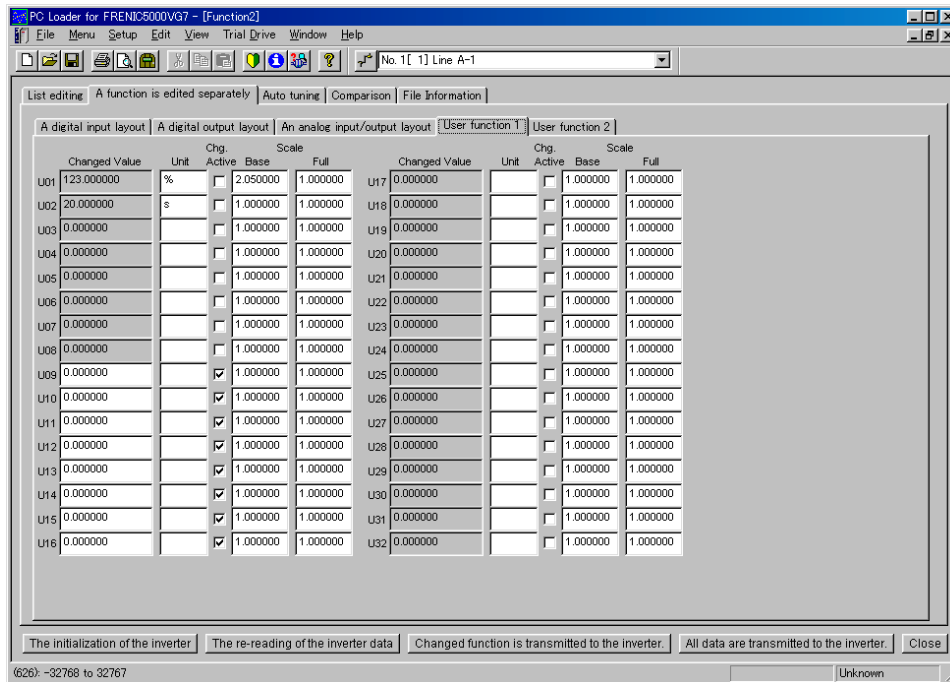 PC Loader for FRENIC5000VG7 - [Function2]
File Menu Setup Edit View Trial Drive Window Help
No. 1[ 1] Line A-1
List editing A function is edited separately Auto tuning Comparison File Information
A digital input layout A digital output layout An analog input/output layout User function 1 User function 2
Chg. Scale Chg. Scale
Changed Value Unit Active Base Full Changed Value Unit Active Base Full
U01 123.000000 % 2.050000 1.000000 U17 0.000000 1.000000 1.000000
U02 20.000000 s 1.000000 1.000000 U18 0.000000 1.000000 1.000000
U03 0.000000 1.000000 1.000000 U19 0.000000 1.000000 1.000000
U04 0.000000 1.000000 1.000000 U20 0.000000 1.000000 1.000000
U05 0.000000 1.000000 1.000000 U21 0.000000 1.000000 1.000000
U06 0.000000 1.000000 1.000000 U22 0.000000 1.000000 1.000000
U07 0.000000 1.000000 1.000000 U23 0.000000 1.000000 1.000000
U08 0.000000 1.000000 1.000000 U24 0.000000 1.000000 1.000000
U09 0.000000 1.000000 1.000000 U25 0.000000 1.000000 1.000000
U10 0.000000 1.000000 1.000000 U26 0.000000 1.000000 1.000000
U11 0.000000 1.000000 1.000000 U27 0.000000 1.000000 1.000000
U12 0.000000 1.000000 1.000000 U28 0.000000 1.000000 1.000000
U13 0.000000 1.000000 1.000000 U29 0.000000 1.000000 1.000000
U14 0.000000 1.000000 1.000000 U30 0.000000 1.000000 1.000000
U15 0.000000 1.000000 1.000000 U31 0.000000 1.000000 1.000000
U16 0.000000 1.000000 1.000000 U32 0.000000 1.000000 1.000000
The initialization of the inverter The re-reading of the inverter data Changed function is transmitted to the inverter. All data are transmitted to the inverter. Close
(626): -32768 to 32767 Unknown